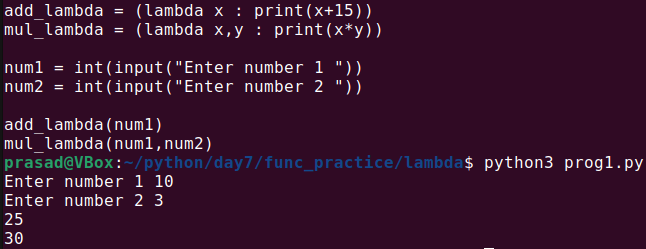 add_lambda = (lambda x : print(x+15))
mul_lambda = (lambda x,y : print(x*y))
num1 = int(input("Enter number 1 "))
num2 = int(input("Enter number 2 "))
add_lambda(num1)
mul_lambda(num1,num2)
prasad@VBox:~/python/day7/func_practice/lambda$ python3 prog1.py
Enter number 1 10
Enter number 2 3
25
30